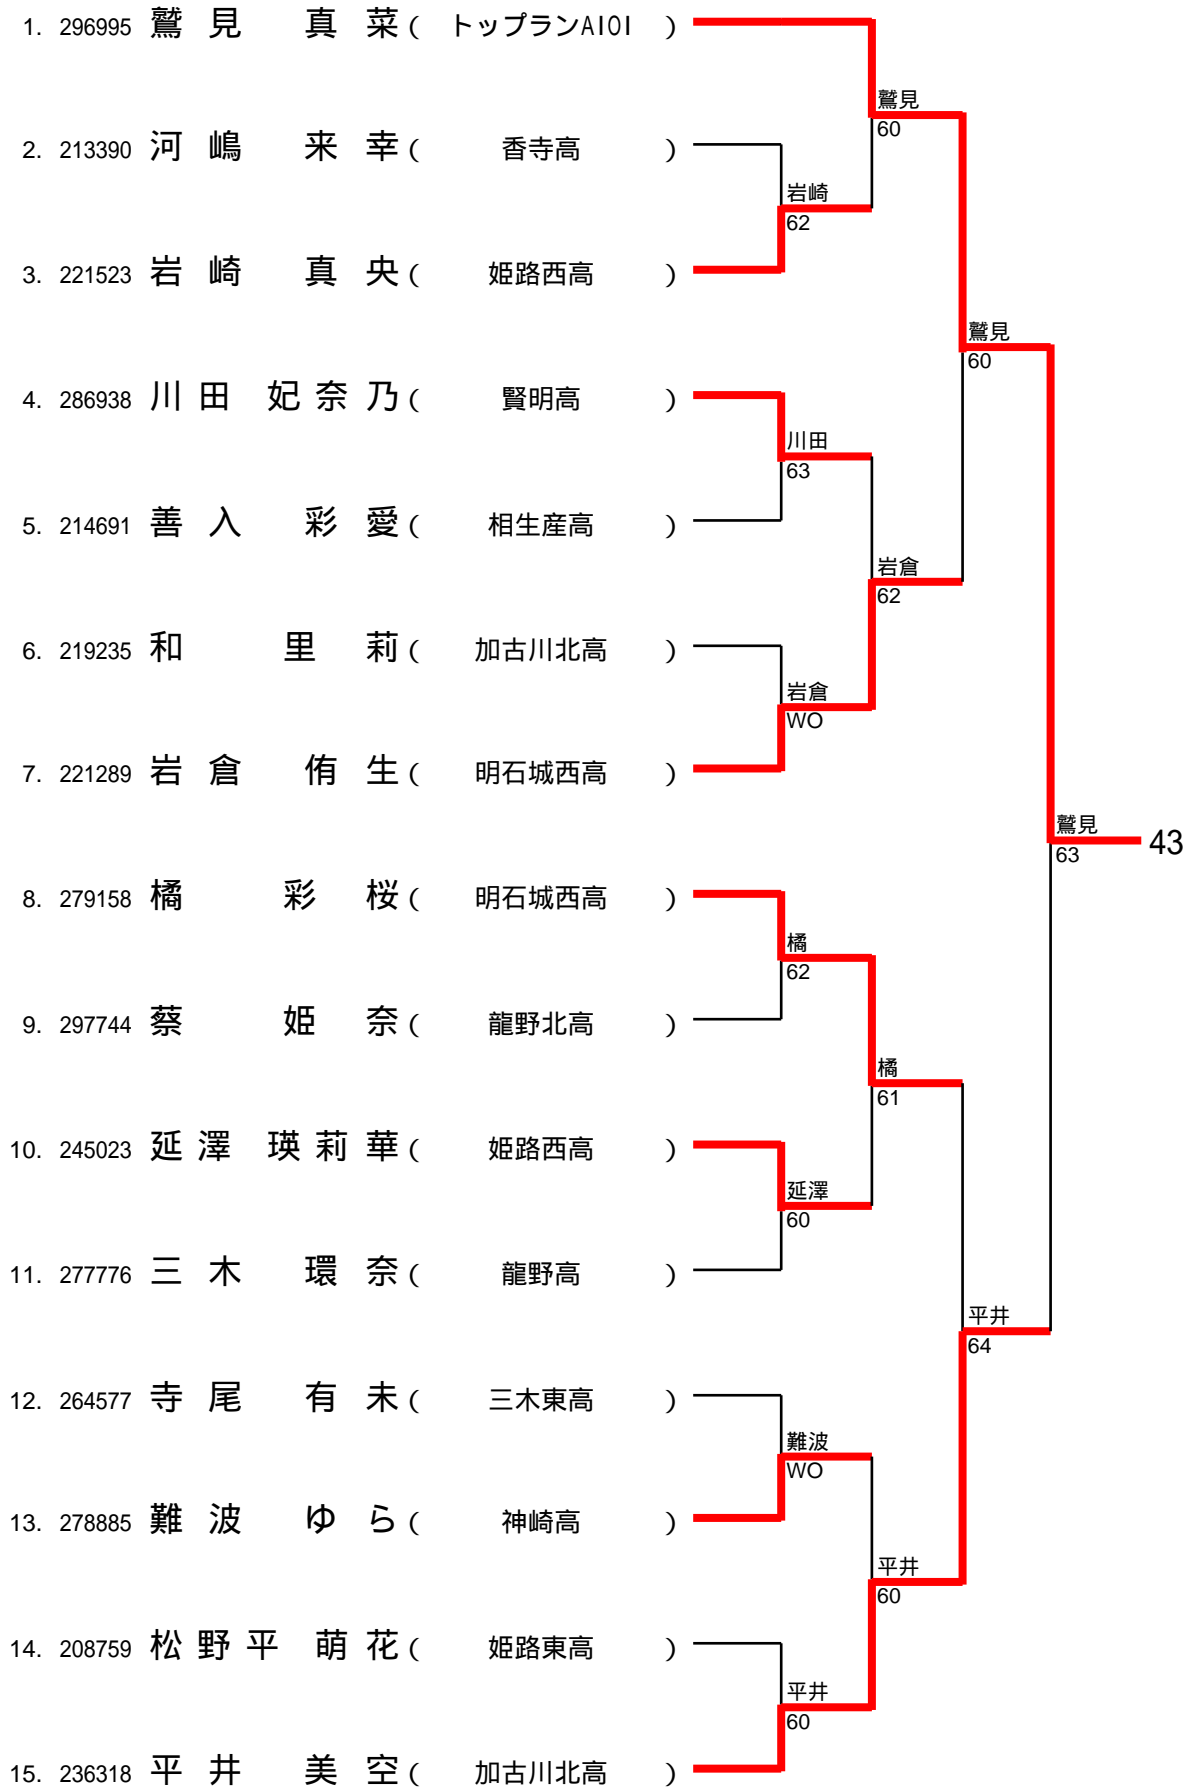 1. 296995 鷲見 真菜 ( トップランAIOI )
鷲見
60
2. 213390 河嶋 来幸 ( 香寺高 )
岩崎
62
3. 221523 岩崎 真央 ( 姫路西高 )
鷲見
60
4. 286938 川田 妃奈乃 ( 賢明高 )
川田
63
5. 214691 善入 彩愛 ( 相生産高 )
岩倉
62
6. 219235 和 里莉 ( 加古川北高 )
岩倉
WO
7. 221289 岩倉 侑生 ( 明石城西高 )
鷲見
63
43
8. 279158 橘 彩桜 ( 明石城西高 )
橘
62
9. 297744 蔡 姫奈 ( 龍野北高 )
橘
61
10. 245023 延澤 瑛莉華 ( 姫路西高 )
延澤
60
11. 277776 三木 環奈 ( 龍野高 )
平井
64
12. 264577 寺尾 有未 ( 三木東高 )
難波
WO
13. 278885 難波 ゆら ( 神崎高 )
平井
60
14. 208759 松野平 萌花 ( 姫路東高 )
平井
60
15. 236318 平井 美空 ( 加古川北高 )